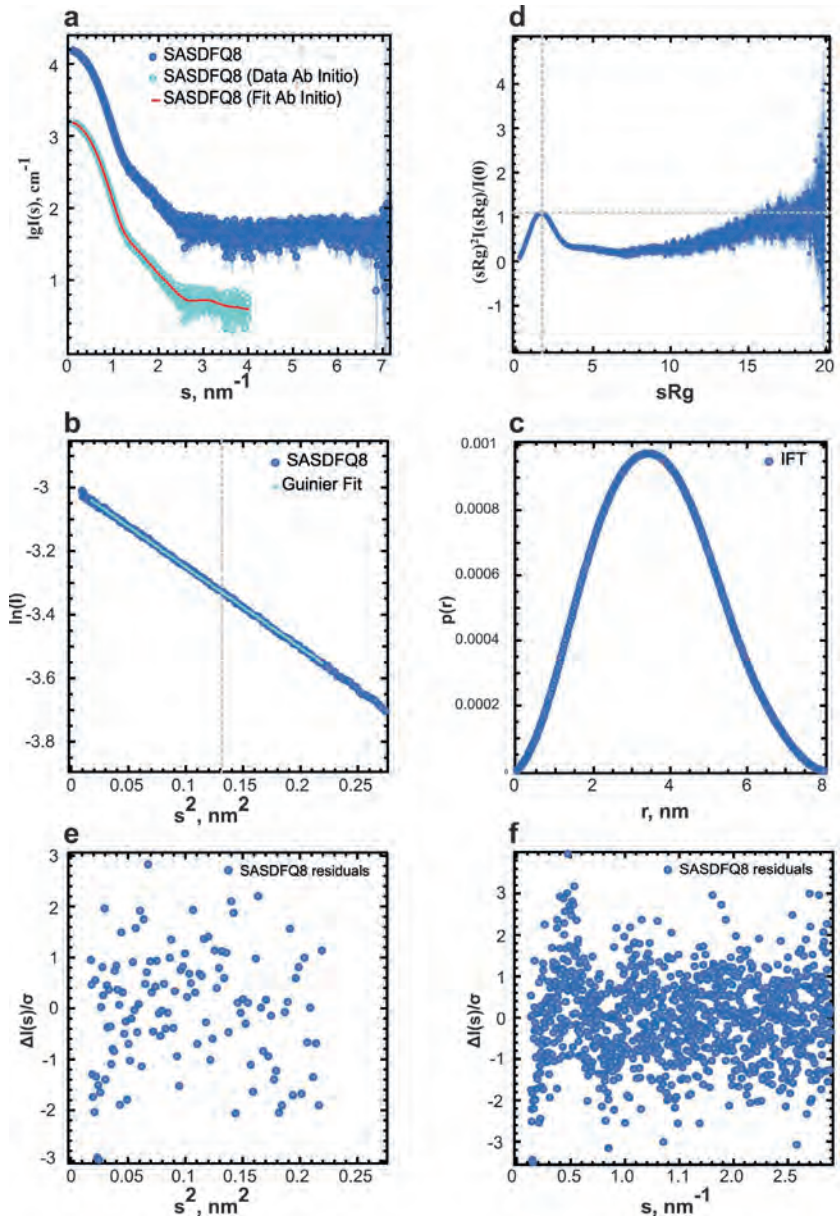 a
SASDFQ8
SASDFQ8 (Data Ab Initio)
SASDFQ8 (Fit Ab Initio)
lgI(s), cm⁻¹
4
3
2
1
0 1 2 3 4 5 6 7
s, nm⁻¹
d
(sRg)²I(sRg)/I(0)
4
3
2
1
0
-1
0 5 10 15 20
sRg
b
SASDFQ8
Guinier Fit
ln(I)
-3
-3.2
-3.4
-3.6
-3.8
0 0.05 0.1 0.15 0.2 0.25
s², nm²
c
IFT
p(r)
0.001
0.0008
0.0006
0.0004
0.0002
0
0 2 4 6 8
r, nm
e
SASDFQ8 residuals
ΔI(s)/σ
3
2
1
0
-1
-2
-3
0 0.05 0.1 0.15 0.2 0.25
s², nm²
f
SASDFQ8 residuals
ΔI(s)/σ
4
3
2
1
0
-1
-2
-3
0 0.5 1.0 1.1 2.0 2.5
s, nm⁻¹